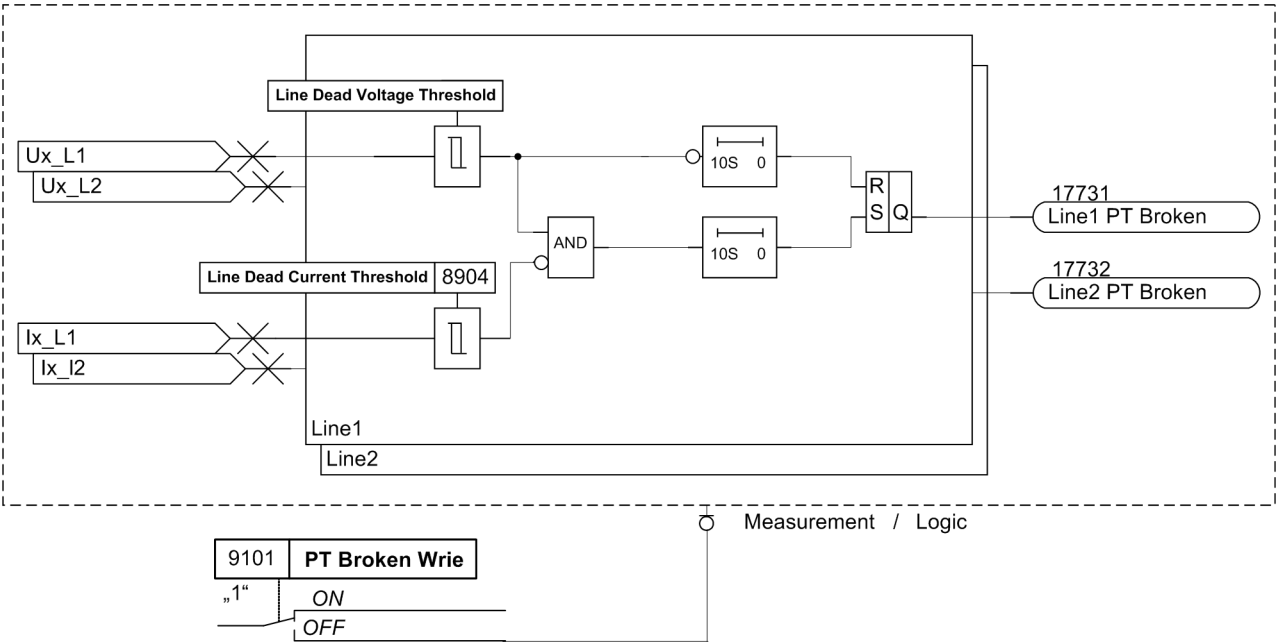 Line Dead Voltage Threshold
Ux_L1
Ux_L2
10S 0
R
S Q
17731
Line1 PT Broken
AND
10S 0
Line Dead Current Threshold 8904
17732
Line2 PT Broken
Ix_L1
Ix_I2
Line1
Line2
Measurement / Logic
9101 PT Broken Wrie
„1“
ON
OFF